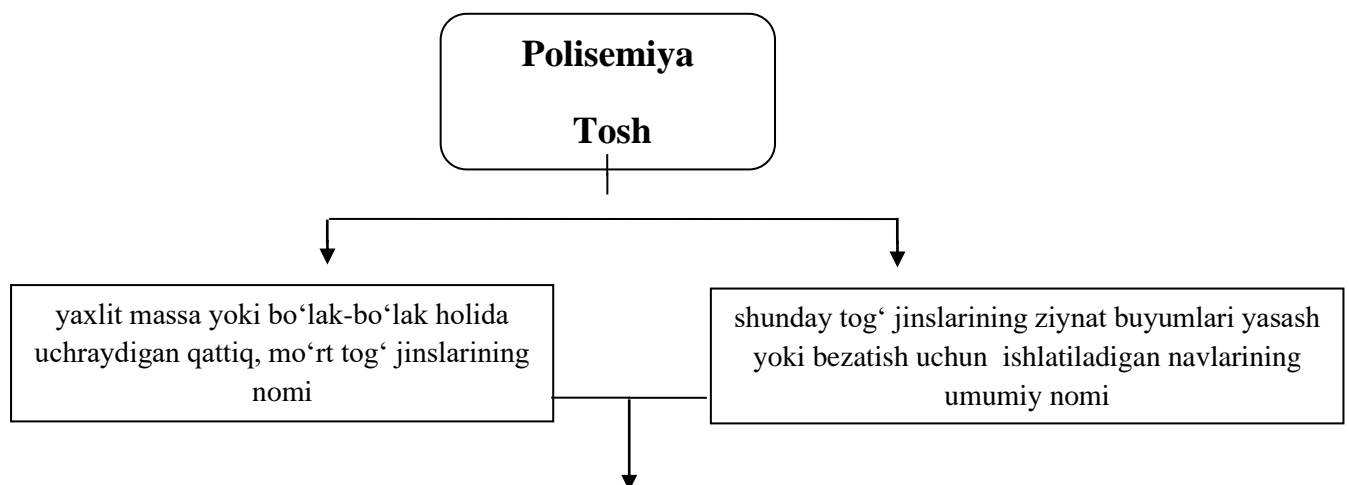 Polisemiya
Tosh
yaxlit massa yoki bo‘lak-bo‘lak holida
uchraydigan qattiq, mo‘rt tog‘ jinslarining
nomi
shunday tog‘ jinslarining ziynat buyumlari yasash
yoki bezatish uchun ishlatiladigan navlarining
umumiy nomi